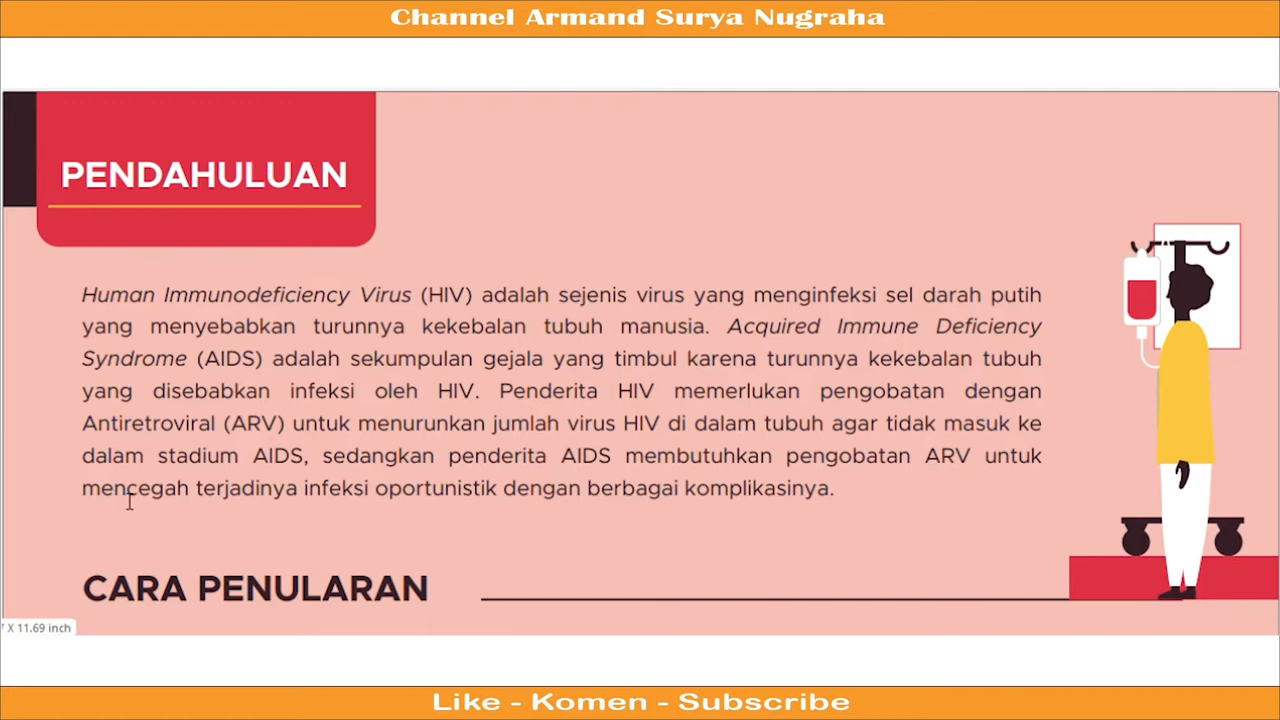 Channel Armand Surya Nugraha
PENDAHULUAN
Human Immunodeficiency Virus (HIV) adalah sejenis virus yang menginfeksi sel darah putih
yang menyebabkan turunnya kekebalan tubuh manusia. Acquired Immune Deficiency
Syndrome (AIDS) adalah sekumpulan gejala yang timbul karena turunnya kekebalan tubuh
yang disebabkan infeksi oleh HIV. Penderita HIV memerlukan pengobatan dengan
Antiretroviral (ARV) untuk menurunkan jumlah virus HIV di dalam tubuh agar tidak masuk ke
dalam stadium AIDS, sedangkan penderita AIDS membutuhkan pengobatan ARV untuk
mencegah terjadinya infeksi oportunistik dengan berbagai komplikasinya.
CARA PENULARAN
X 11.69 inch
Like - Komen - Subscribe